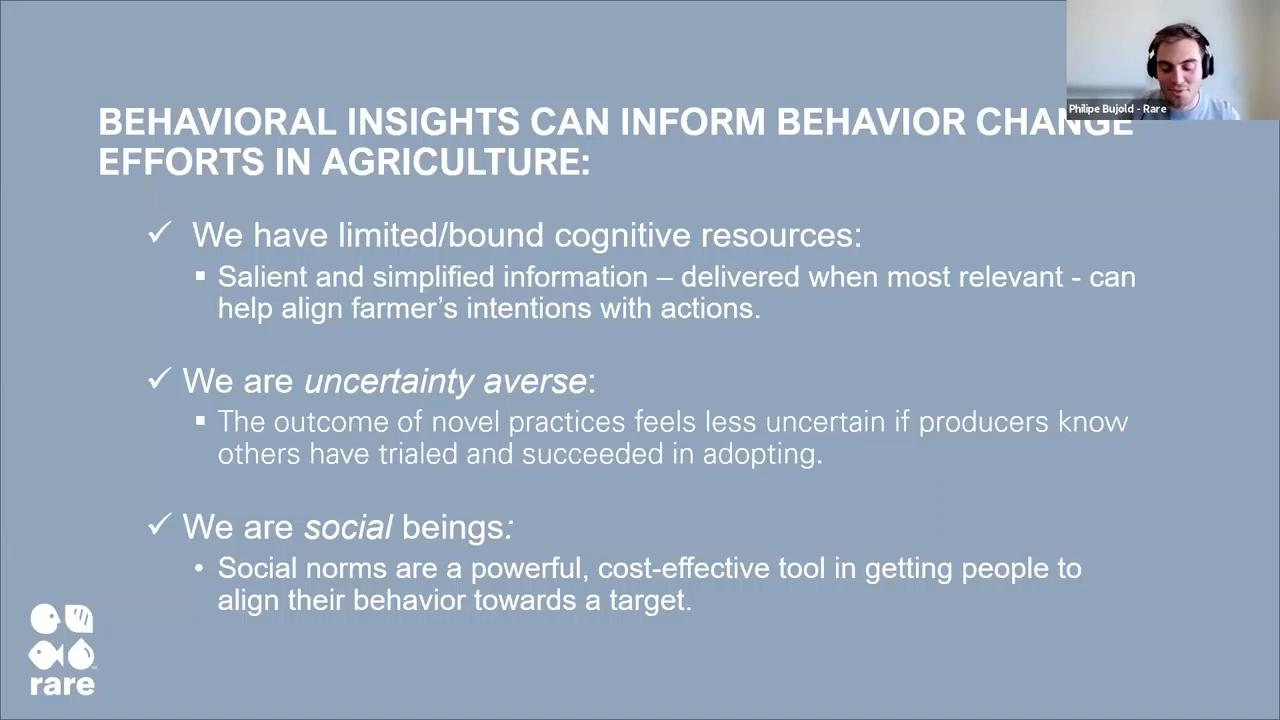 Philipe Bujold - Rare
BEHAVIORAL INSIGHTS CAN INFORM BEHAVIOR CHANGE
EFFORTS IN AGRICULTURE:
✓ We have limited/bound cognitive resources:
▪ Salient and simplified information – delivered when most relevant - can
help align farmer’s intentions with actions.
✓ We are uncertainty averse:
▪ The outcome of novel practices feels less uncertain if producers know
others have trialed and succeeded in adopting.
✓ We are social beings:
• Social norms are a powerful, cost-effective tool in getting people to
align their behavior towards a target.
rare